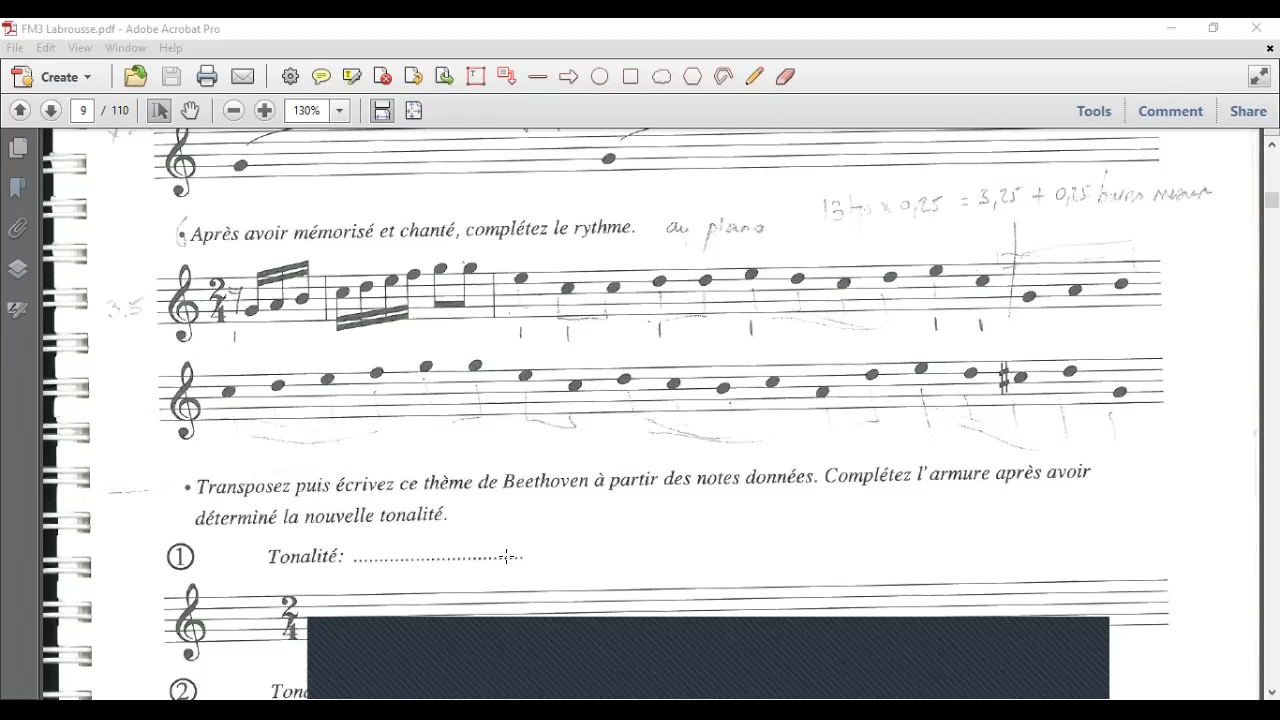 FM3 Labrousse.pdf - Adobe Acrobat Pro
File Edit View Window Help
Create
9 / 110 130% Tools Comment Share
13 tps x 0,25 = 3,25 + 0,25
Après avoir mémorisé et chanté, complétez le rythme. au piano
2
4
3.5
• Transposez puis écrivez ce thème de Beethoven à partir des notes données. Complétez l'armure après avoir
déterminé la nouvelle tonalité.
1 Tonalité: ..................................
2
4
2